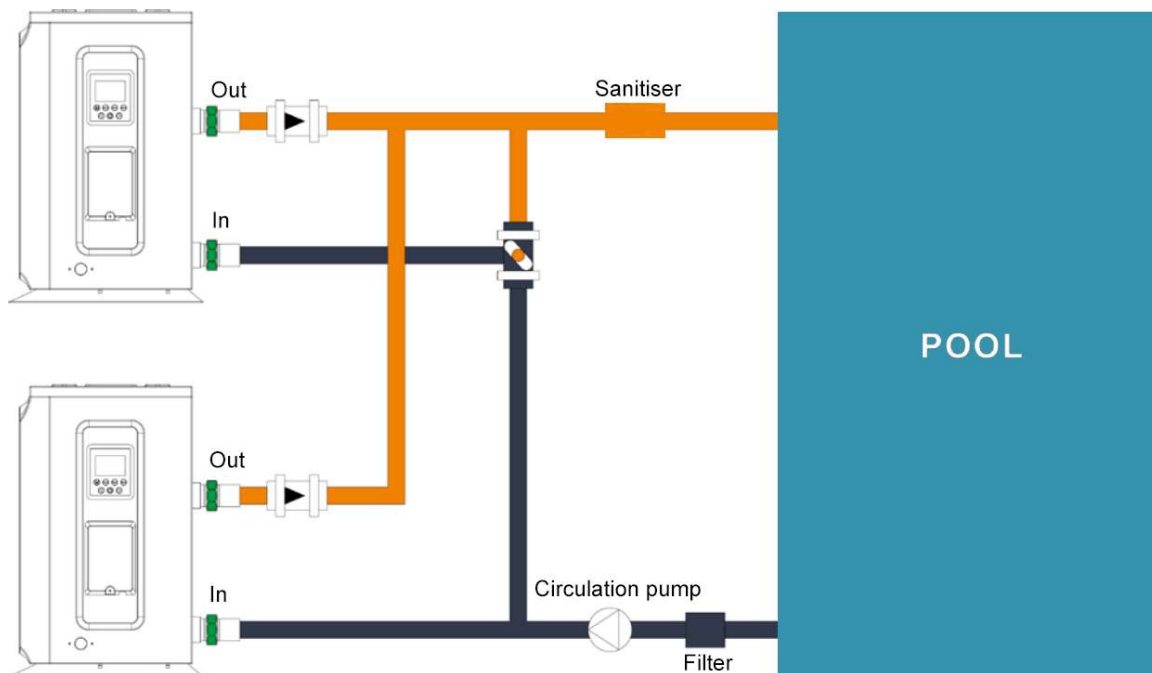 Out
Sanitiser
In
POOL
Out
In
Circulation pump
Filter